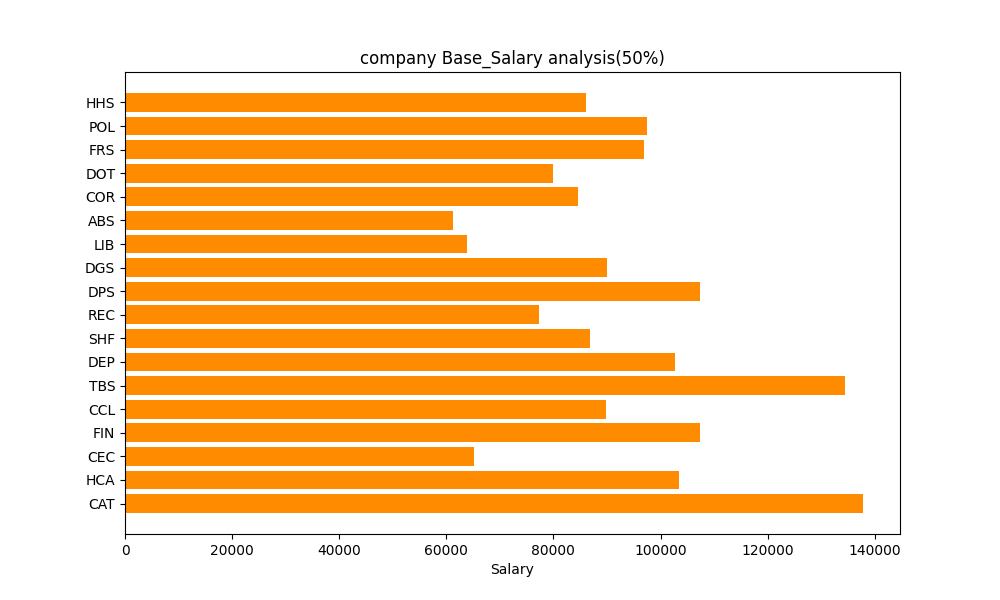 company Base_Salary analysis(50%)
HHS
POL
FRS
DOT
COR
ABS
LIB
DGS
DPS
REC
SHF
DEP
TBS
CCL
FIN
CEC
HCA
CAT
0 20000 40000 60000 80000 100000 120000 140000
Salary